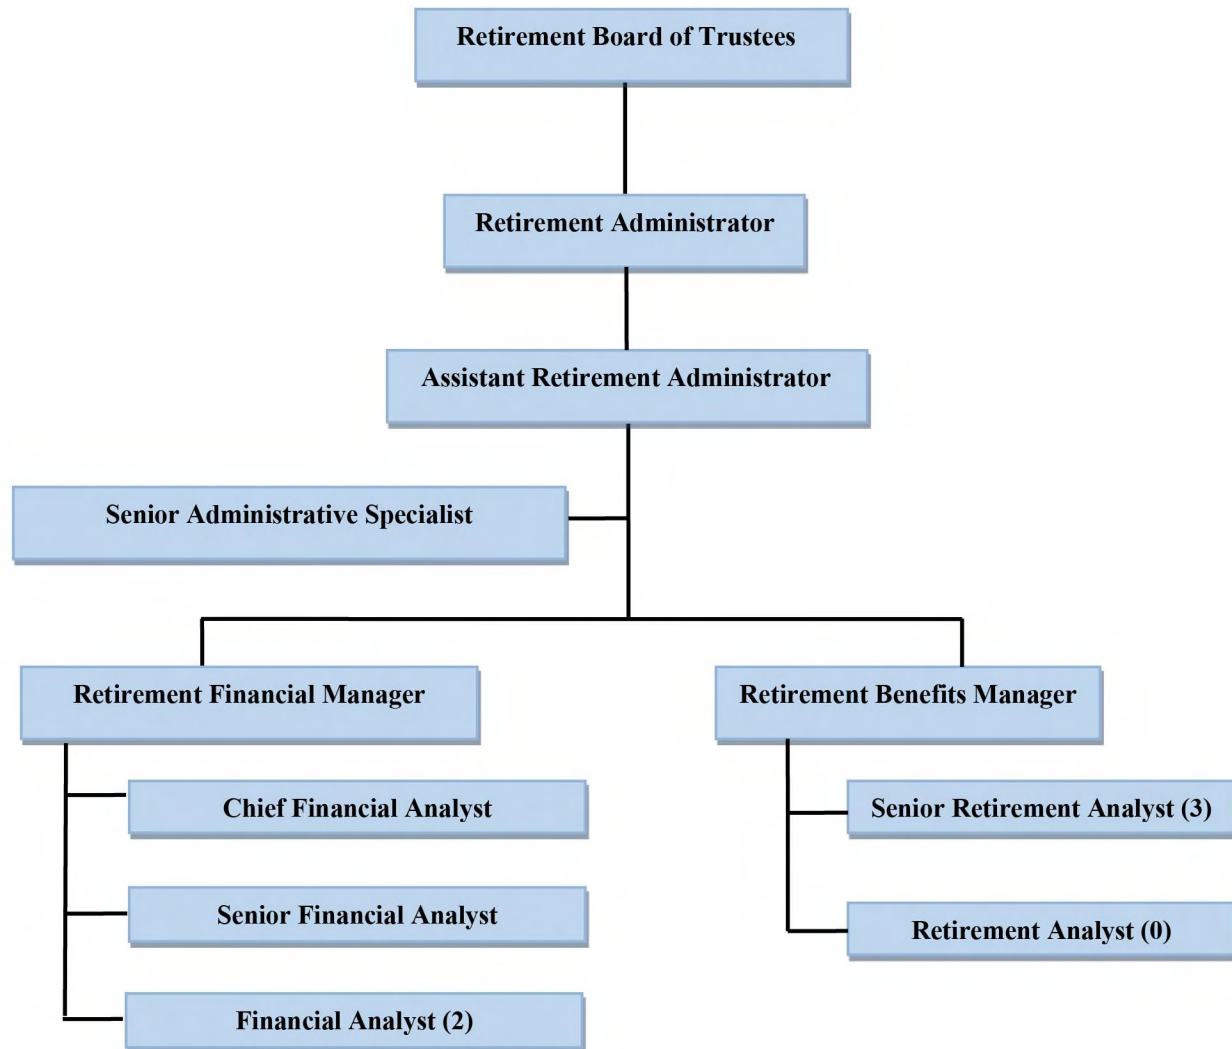 Retirement Board of Trustees
Retirement Administrator
Assistant Retirement Administrator
Senior Administrative Specialist
Retirement Financial Manager
Chief Financial Analyst
Senior Financial Analyst
Financial Analyst (2)
Retirement Benefits Manager
Senior Retirement Analyst (3)
Retirement Analyst (0)